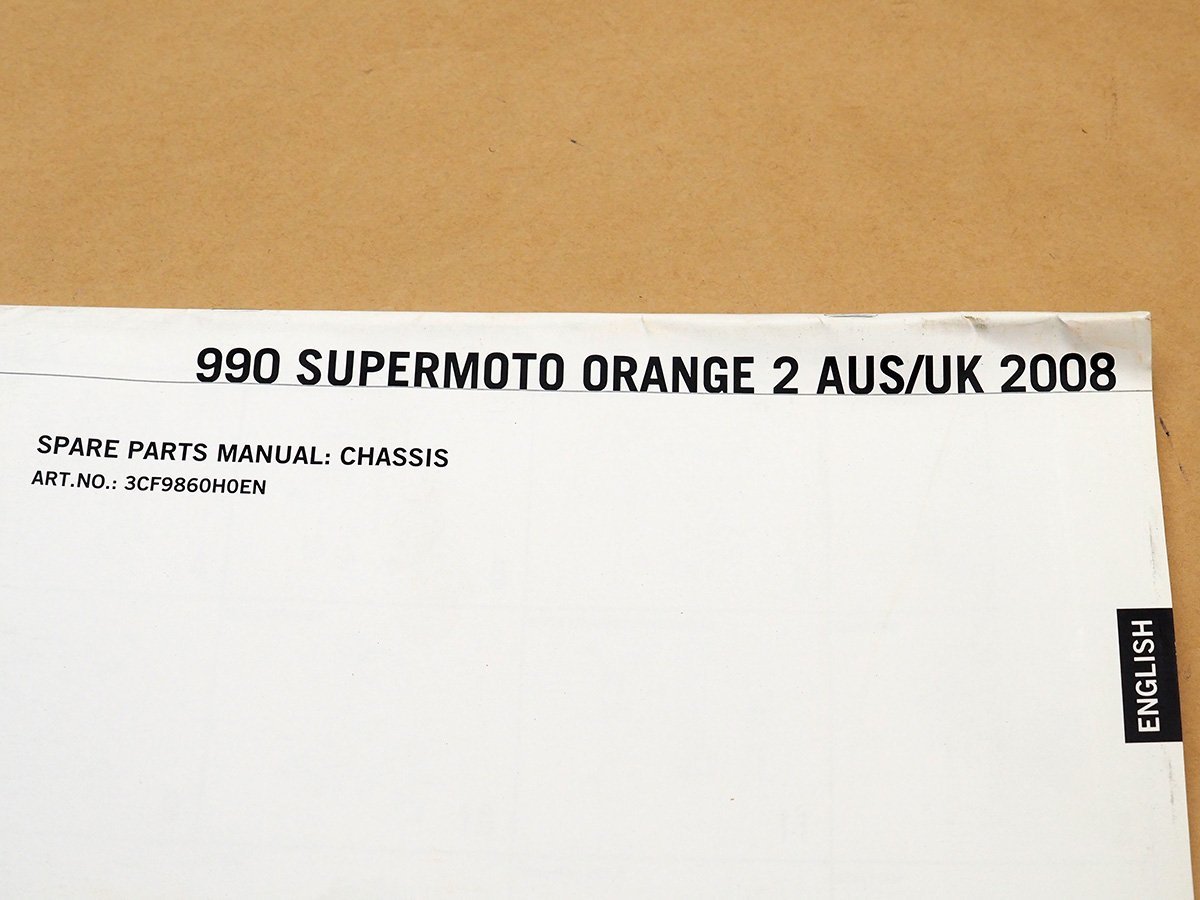 990 SUPERMOTO ORANGE 2 AUS/UK 2008
SPARE PARTS MANUAL: CHASSIS
ART.NO.: 3CF9860H0EN
ENGLISH